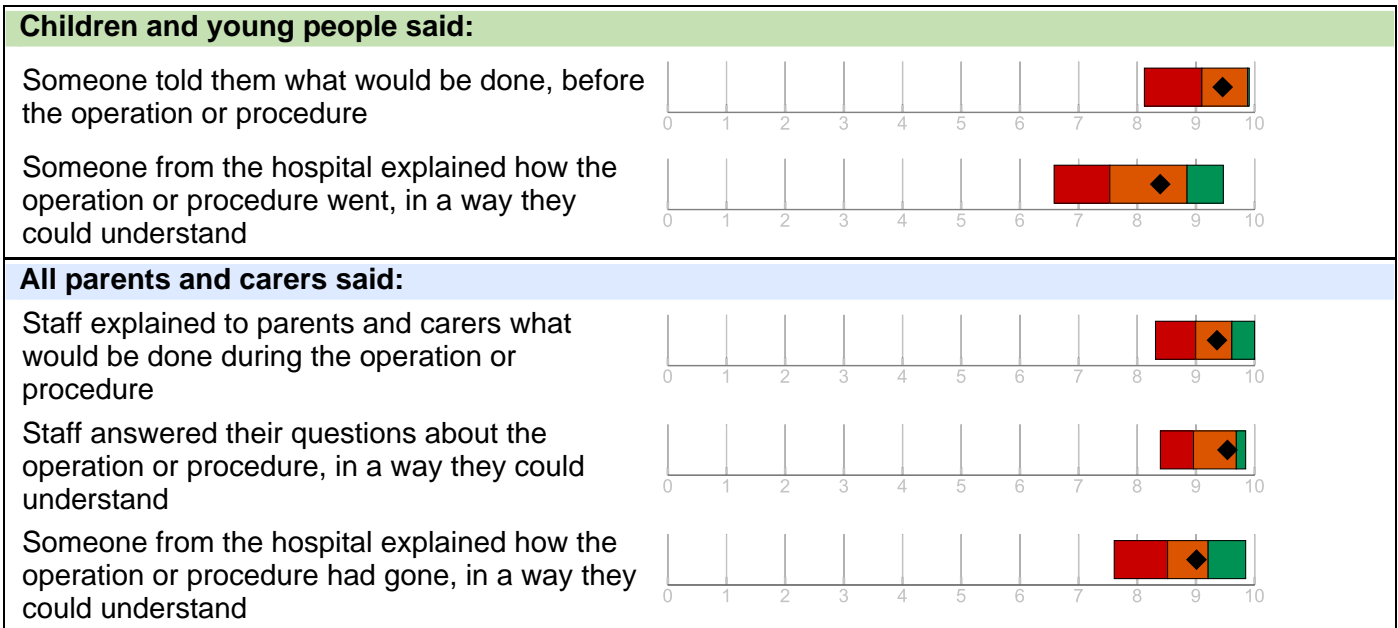 Children and young people said:
Someone told them what would be done, before
the operation or procedure
0 1 2 3 4 5 6 7 8 9 10
Someone from the hospital explained how the
operation or procedure went, in a way they
could understand
0 1 2 3 4 5 6 7 8 9 10
All parents and carers said:
Staff explained to parents and carers what
would be done during the operation or
procedure
0 1 2 3 4 5 6 7 8 9 10
Staff answered their questions about the
operation or procedure, in a way they could
understand
0 1 2 3 4 5 6 7 8 9 10
Someone from the hospital explained how the
operation or procedure had gone, in a way they
could understand
0 1 2 3 4 5 6 7 8 9 10